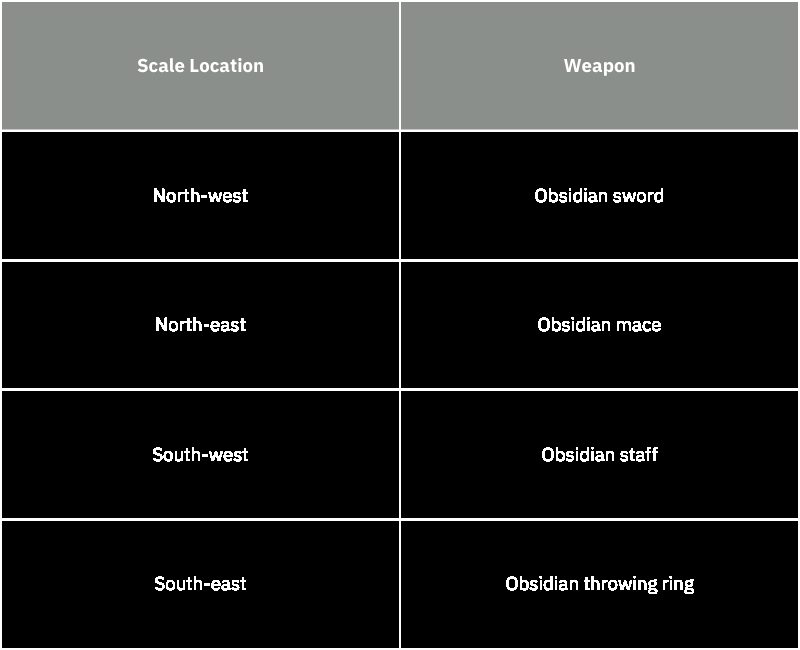 Scale Location Weapon
North-west Obsidian sword
North-east Obsidian mace
South-west Obsidian staff
South-east Obsidian throwing ring